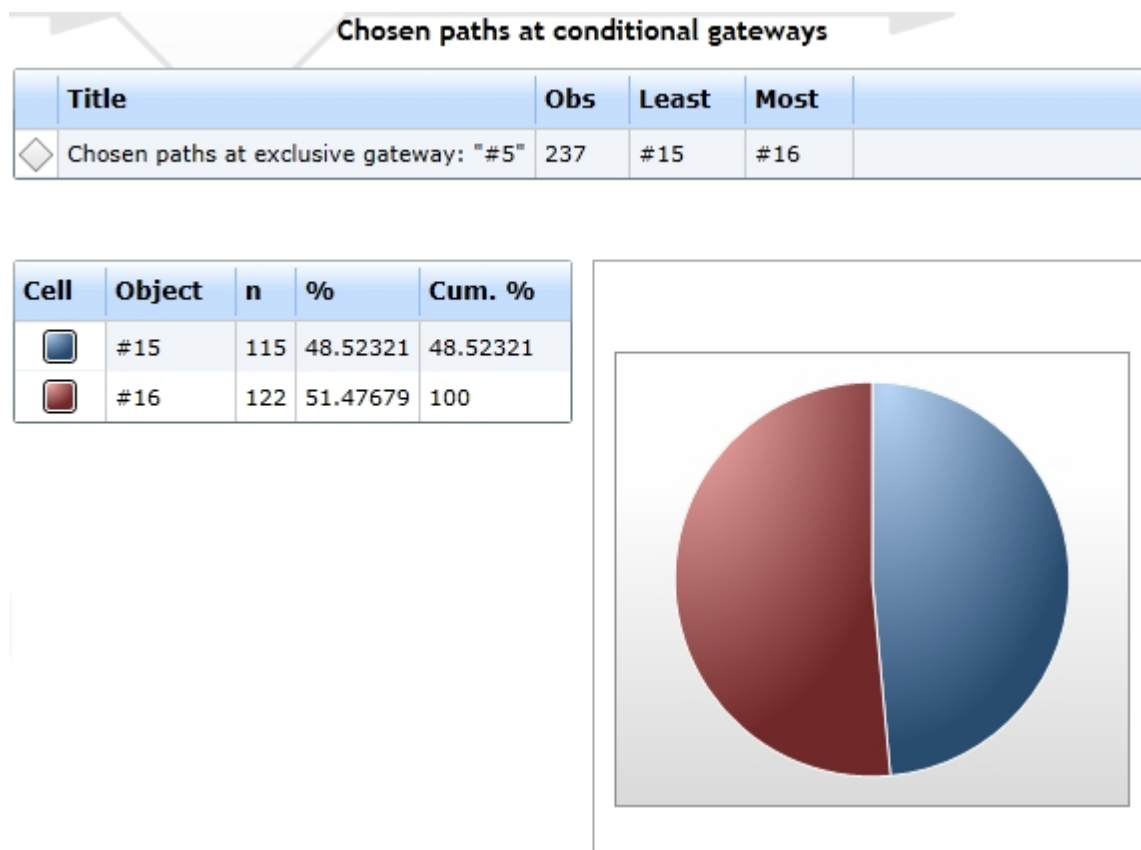 Chosen paths at conditional gateways
Title Obs Least Most
Chosen paths at exclusive gateway: "#5" 237 #15 #16
Cell Object n % Cum. %
#15 115 48.52321 48.52321
#16 122 51.47679 100